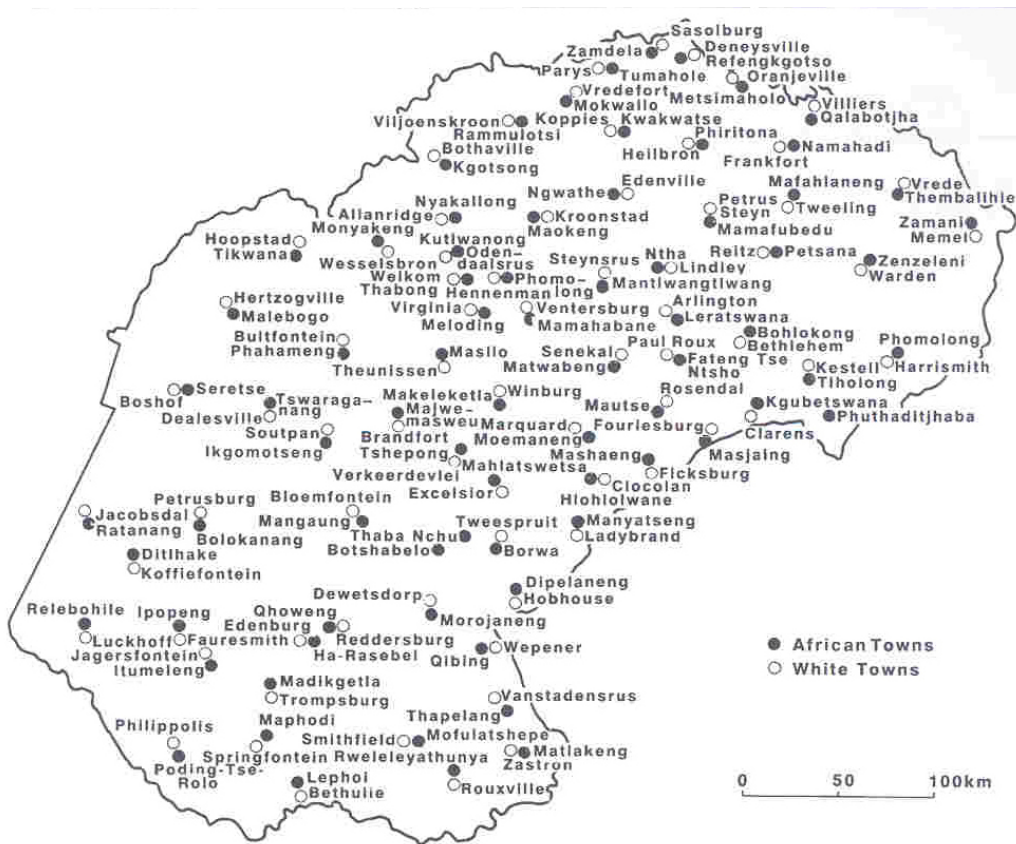 Sasolburg
Zamdela
Deneysville
Refengkgotso
Parys
Tumahole
Oranjeville
Vredefort
Mokwallo
Metsimaholo
Villiers
Qalabotjha
Viljoenskroon
Rammulotsi
Koppies
Kwakwatse
Phiritona
Heilbron
Namahadi
Frankfort
Bothaville
Kgotsong
Ngwathe
Edenville
Mafahlaneng
Vrede
Thembalihle
Nyakallong
Allanridge
Kroonstad
Maokeng
Petrus
Steyn
Mamafubedu
Tweeling
Zamani
Memel
Monyakeng
Hoopstad
Tikwana
Wesselsbron
Kutlwanong
Oden-
daalsrus
Steynsrus
Ntha
Lindley
Reitz
Petsana
Zenzeleni
Warden
Welkom
Thabong
Phomo-
long
Hennenman
Mantlwangtlwang
Hertzogville
Malebogo
Virginia
Meloding
Ventersburg
Mamahabane
Arlington
Leratswana
Bohlokong
Bethlehem
Bultfontein
Phahameng
Masilo
Theunissen
Senekal
Matwabeng
Paul Roux
Fateng Tse
Ntsho
Kestell
Tlholong
Phomolong
Harrismith
Seretse
Boshof
Tswaraga-
nang
Dealesville
Makeleketla
Winburg
Majwe-
masweu
Brandfort
Rosendal
Mautse
Kgubetswana
Clarens
Phuthaditjhaba
Soutpan
Ikgomotseng
Marquard
Moemaneng
Fouriesburg
Masjaing
Tshepong
Verkeerdevlei
Mahlatswetsa
Excelsior
Mashaeng
Ficksburg
Clocolan
Hlohlolwane
Jacobsdal
Ratanang
Petrusburg
Bolokanang
Bloemfontein
Mangaung
Thaba Nchu
Botshabelo
Tweespruit
Borwa
Manyatseng
Ladybrand
Ditlhake
Koffiefontein
Dipelaneng
Hobhouse
Dewetsdorp
Morojaneng
Relebohile
Luckhoff
Ipopeng
Fauresmith
Qhoweng
Edenburg
Reddersburg
Ha-Rasebel
Qibing
Wepener
Jagersfontein
Itumeleng
African Towns
White Towns
Madikgetla
Trompsburg
Vanstadensrus
Thapelang
Philippolis
Poding-Tse-
Rolo
Maphodi
Springfontein
Smithfield
Mofulatshepe
Rweleleyathunya
Rouxville
Matlakeng
Zastron
Lephoi
Bethulie
0 50 100km